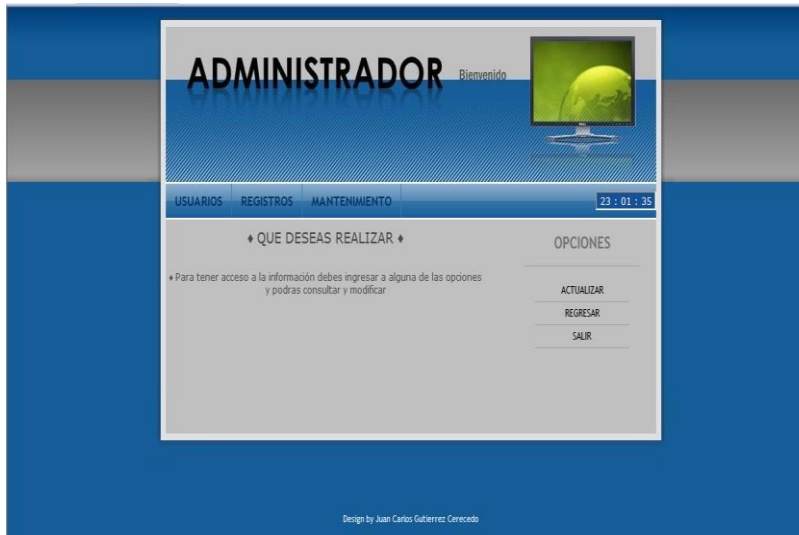 ADMINISTRADOR
Bienvenido
USUARIOS REGISTROS MANTENIMIENTO
23 : 01 : 35
♦ QUE DESEAS REALIZAR ♦
♦ Para tener acceso a la información debes ingresar a alguna de las opciones
y podras consultar y modificar
OPCIONES
ACTUALIZAR
REGRESAR
SALIR
Design by Juan Carlos Gutierrez Cerecedo